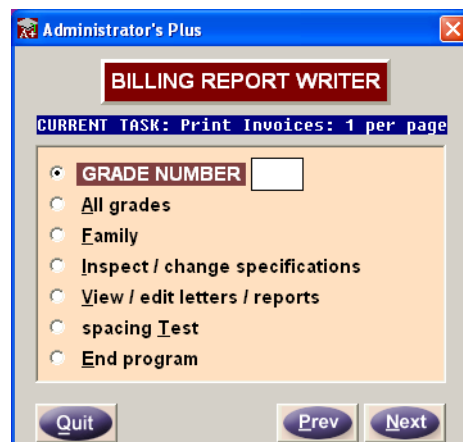 Administrator's Plus
BILLING REPORT WRITER
CURRENT TASK: Print Invoices: 1 per page
GRADE NUMBER
All grades
Family
Inspect / change specifications
View / edit letters / reports
spacing Test
End program
Quit Prev Next